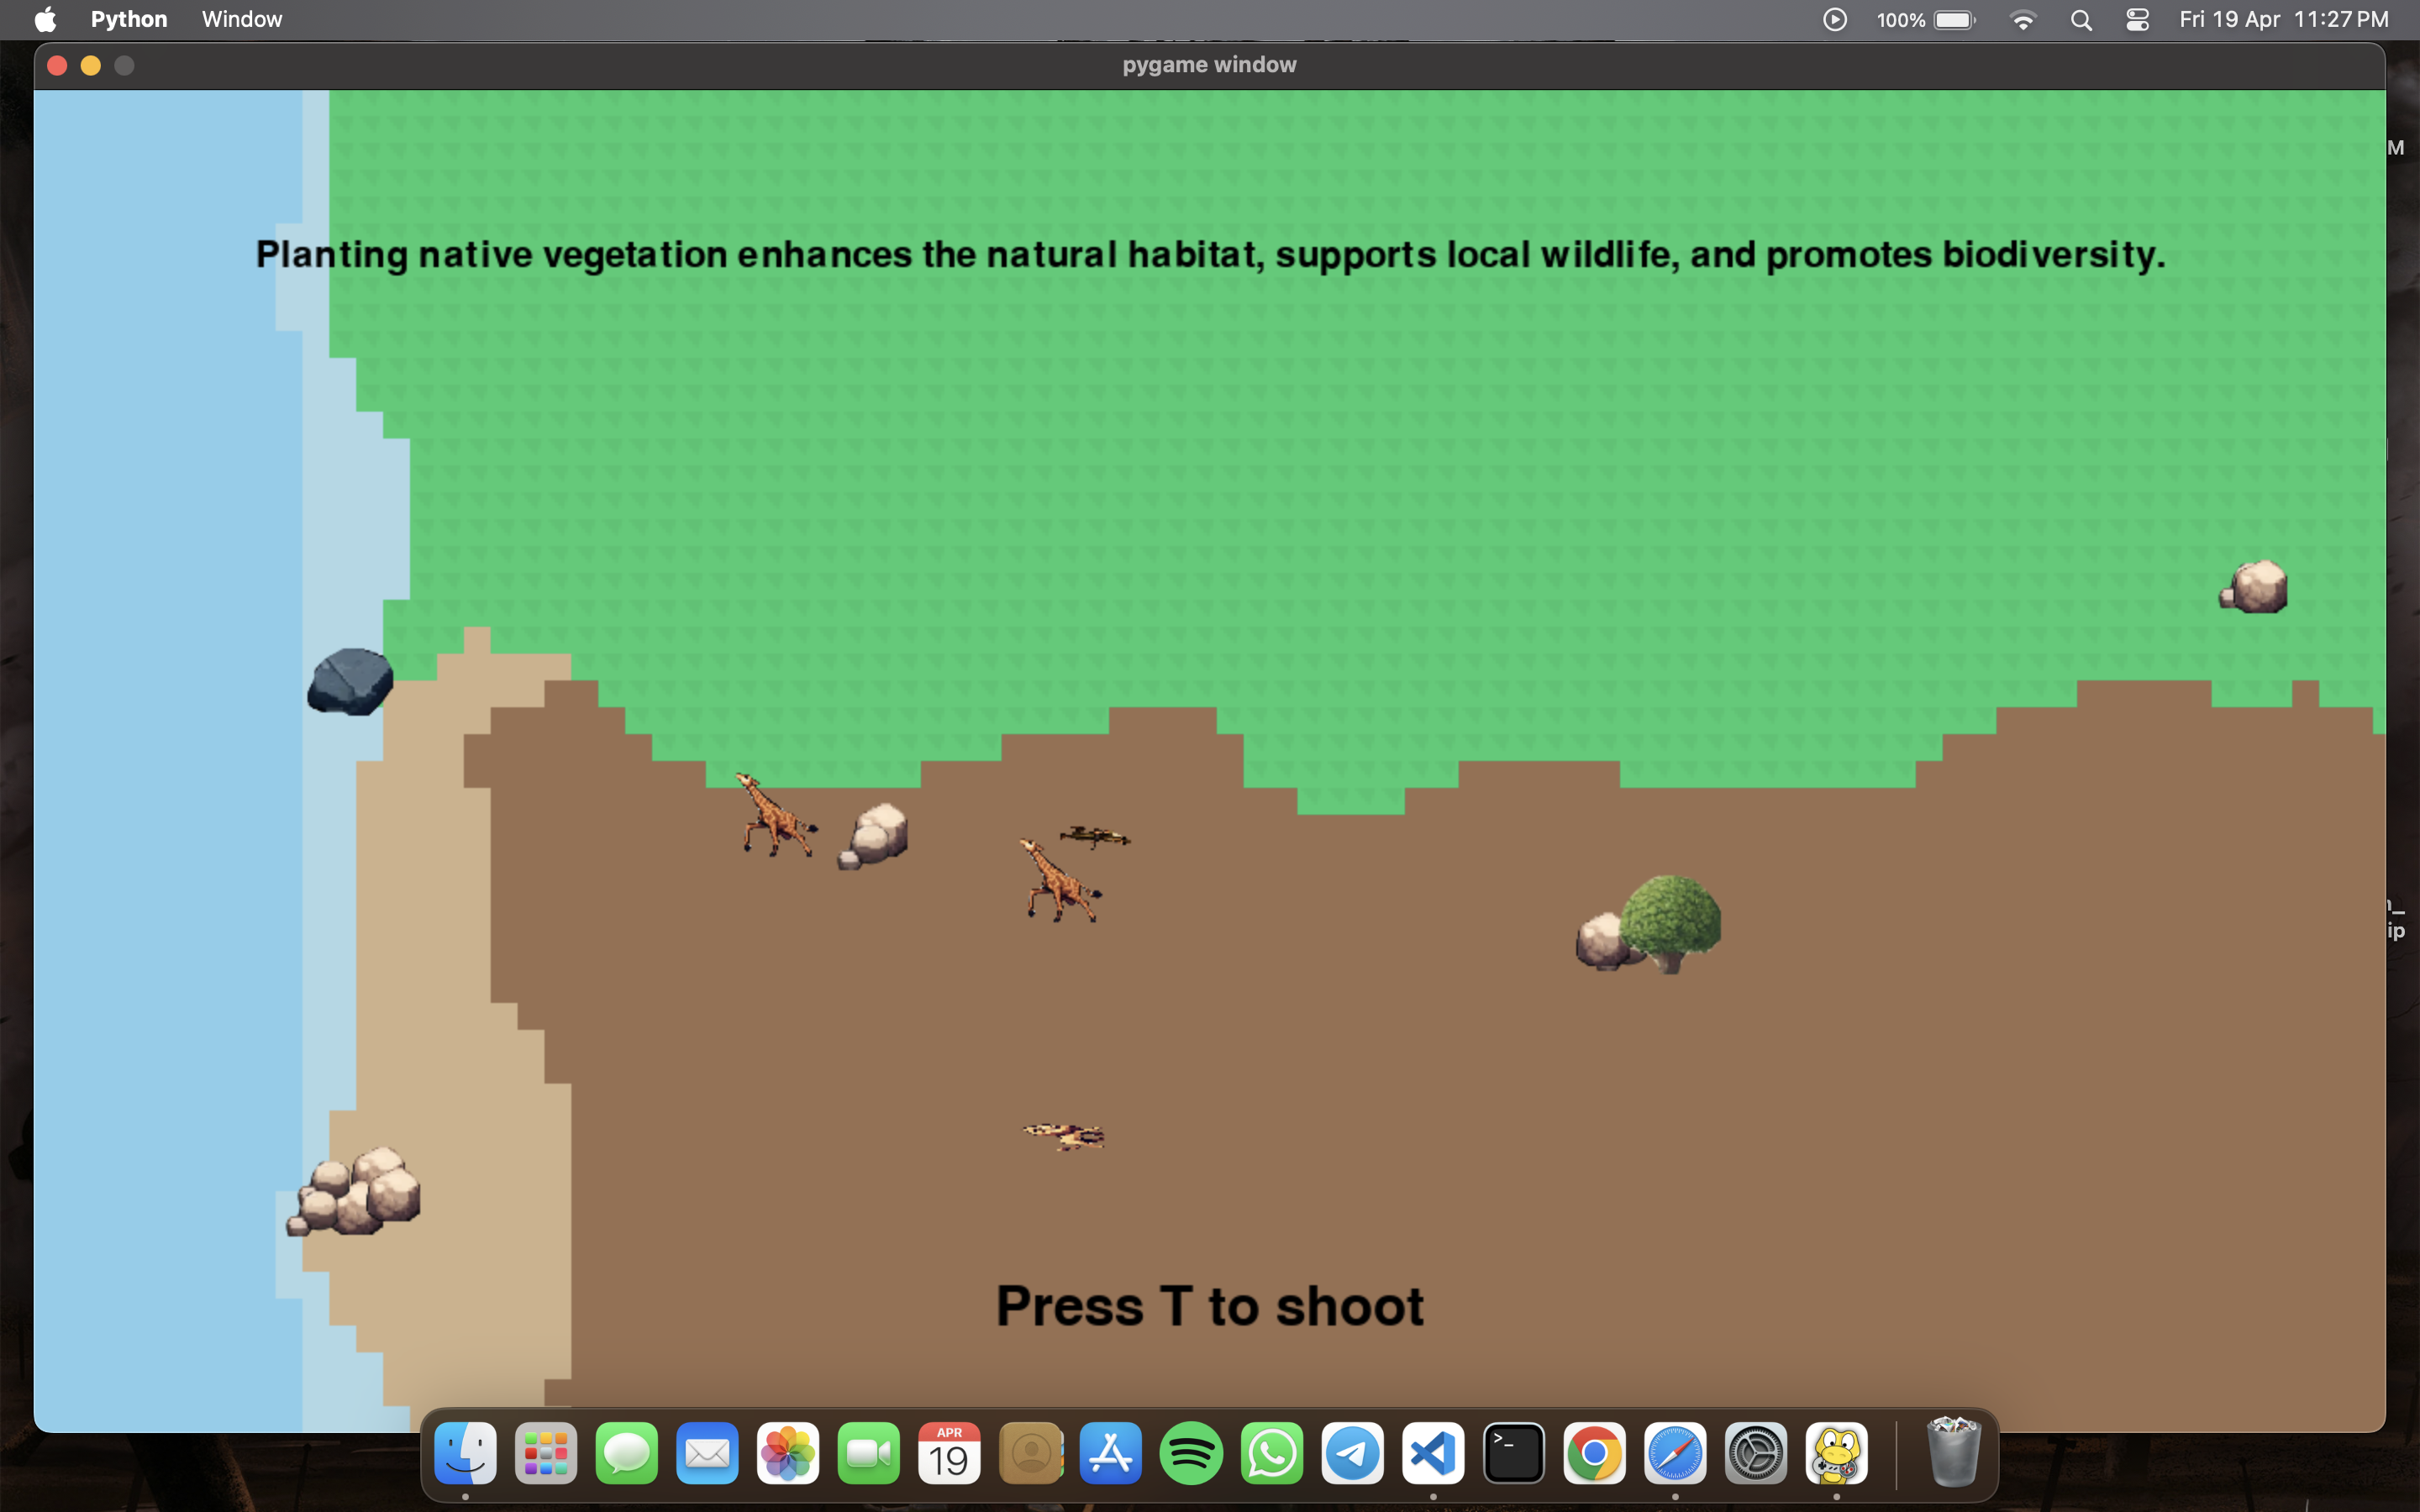 Python Window 100% Fri 19 Apr 11:27 PM
pygame window
M
Planting native vegetation enhances the natural habitat, supports local wildlife, and promotes biodiversity.
ip
Press T to shoot
APR
19
>_